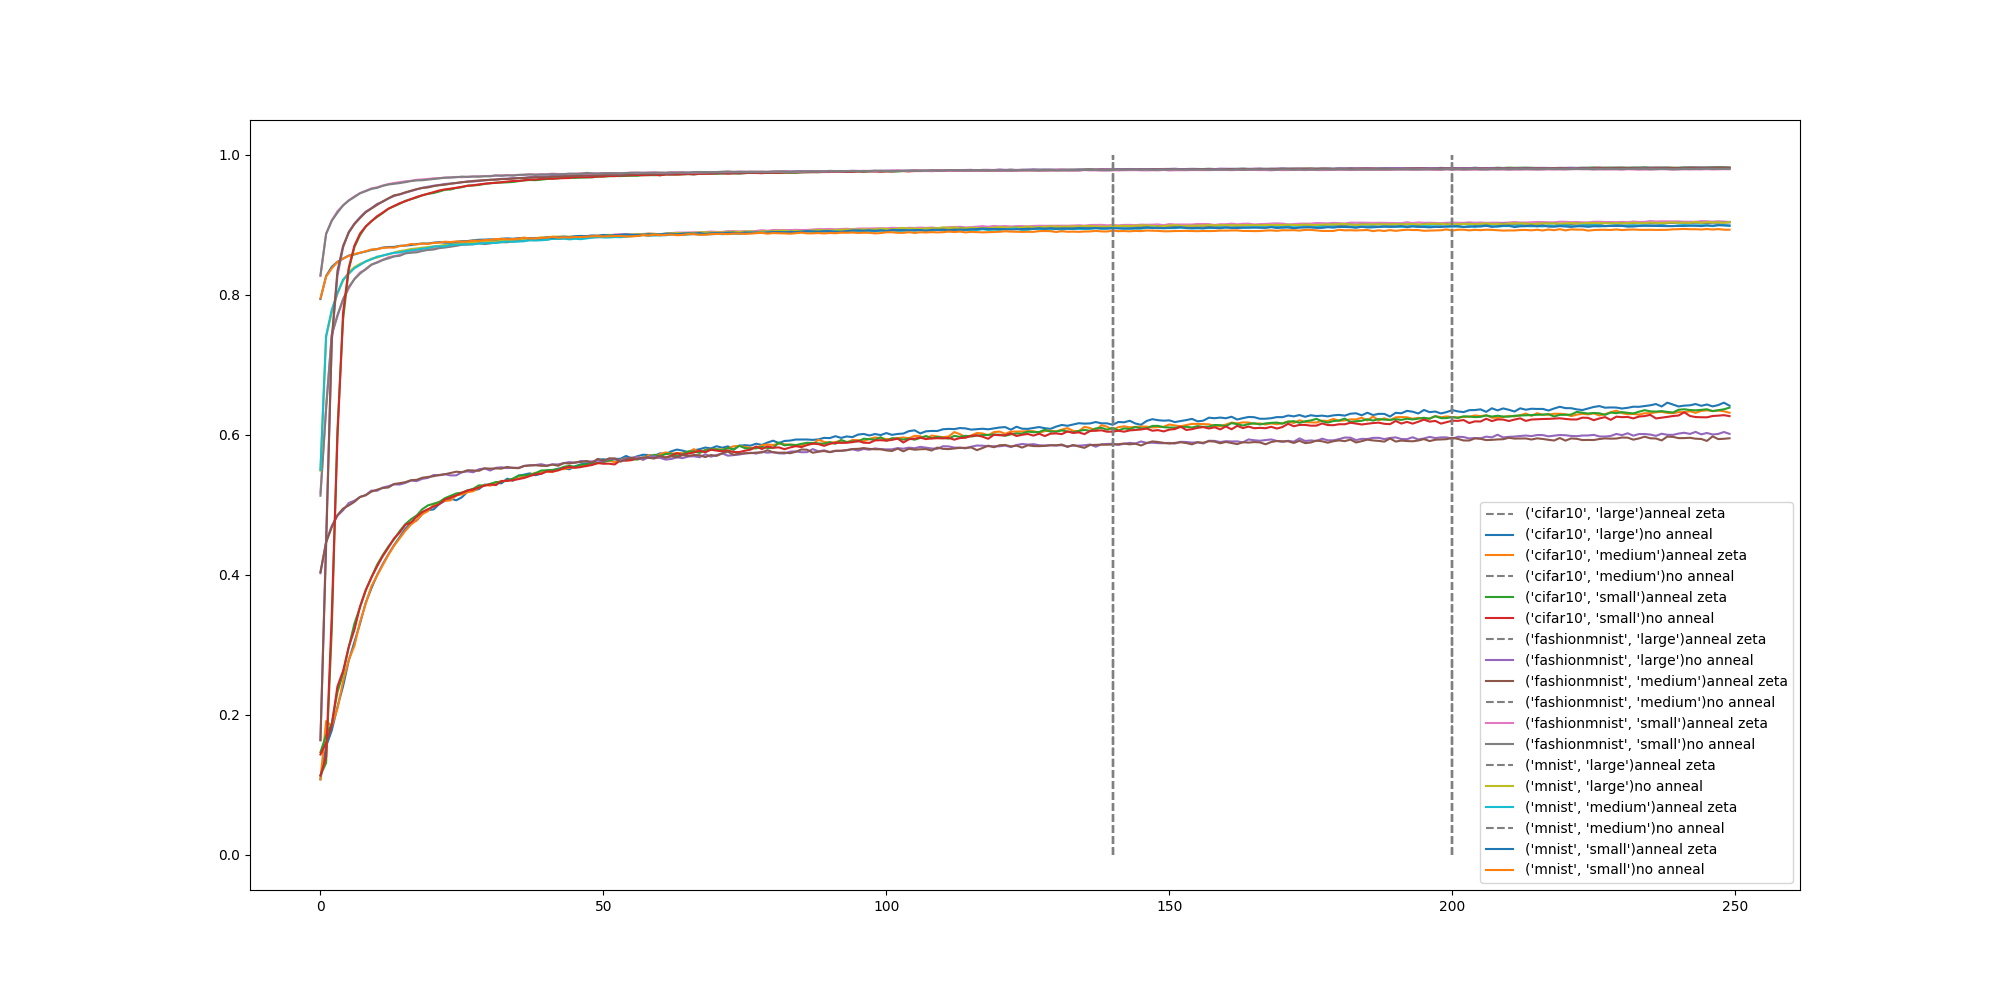 1.0
0.8
0.6
0.4
0.2
0.0
0
50
100
150
200
250
('cifar10', 'large')anneal zeta
('cifar10', 'large')no anneal
('cifar10', 'medium')anneal zeta
('cifar10', 'medium')no anneal
('cifar10', 'small')anneal zeta
('cifar10', 'small')no anneal
('fashionmnist', 'large')anneal zeta
('fashionmnist', 'large')no anneal
('fashionmnist', 'medium')anneal zeta
('fashionmnist', 'medium')no anneal
('fashionmnist', 'small')anneal zeta
('fashionmnist', 'small')no anneal
('mnist', 'large')anneal zeta
('mnist', 'large')no anneal
('mnist', 'medium')anneal zeta
('mnist', 'medium')no anneal
('mnist', 'small')anneal zeta
('mnist', 'small')no anneal